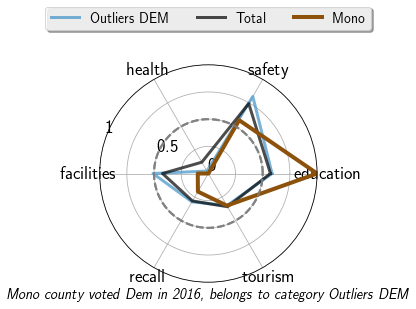 Outliers DEM Total Mono
health safety
1
0.5
0
facilities education
recall tourism
Mono county voted Dem in 2016, belongs to category Outliers DEM